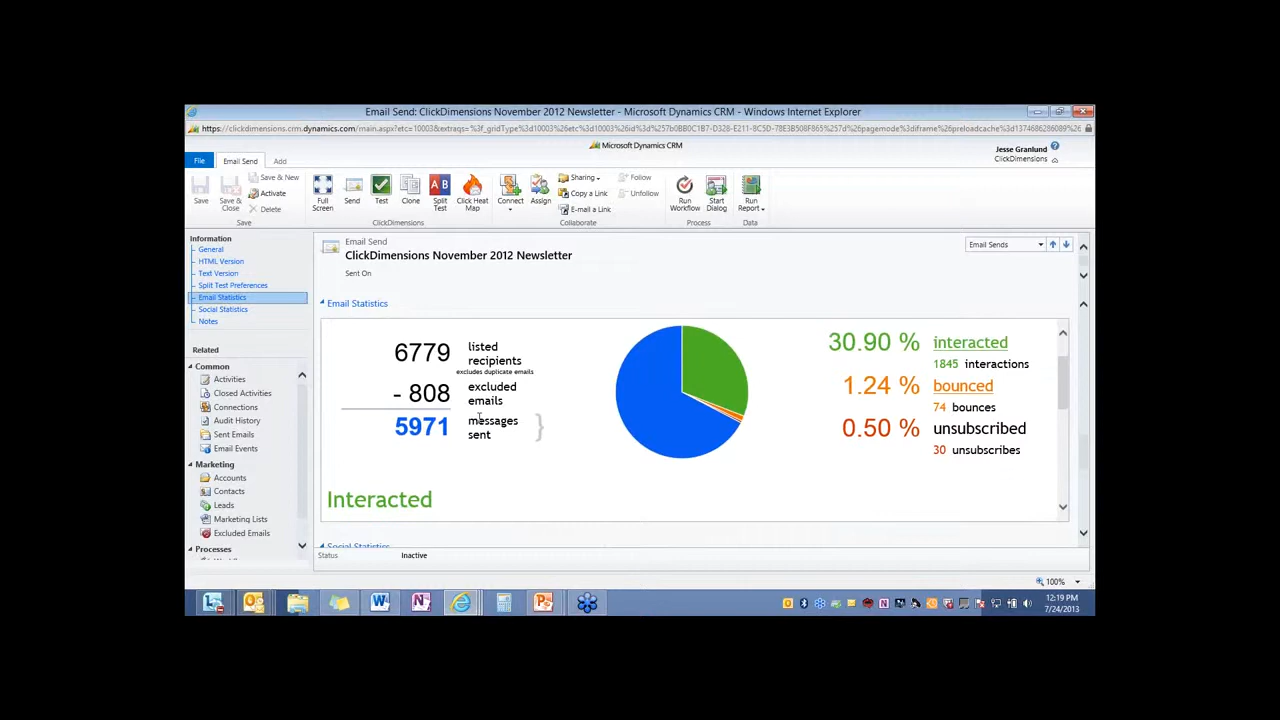 Email Send: ClickDimensions November 2012 Newsletter - Microsoft Dynamics CRM - Windows Internet Explorer
Microsoft Dynamics CRM
Jesse Granlund
ClickDimensions
File Email Send Add
Save
Save & Close
Save & New
Activate
Delete
Save
Full Screen
Send
Test
Clone
Split Test
Click Heat Map
ClickDimensions
Connect
Assign
Sharing
Copy a Link
E-mail a Link
Follow
Unfollow
Collaborate
Run Workflow
Start Dialog
Process
Run Report
Data
Information
General
HTML Version
Text Version
Split Test Preferences
Email Statistics
Social Statistics
Notes
Related
Common
Activities
Closed Activities
Connections
Audit History
Sent Emails
Email Events
Marketing
Accounts
Contacts
Leads
Marketing Lists
Excluded Emails
Processes
Email Send
ClickDimensions November 2012 Newsletter
Sent On
Email Sends
Email Statistics
6779 listed recipients
excludes duplicate emails
- 808 excluded emails
5971 messages sent
30.90 % interacted
1845 interactions
1.24 % bounced
74 bounces
0.50 % unsubscribed
30 unsubscribes
Interacted
Social Statistics
Status Inactive
100%
12:19 PM
7/24/2013